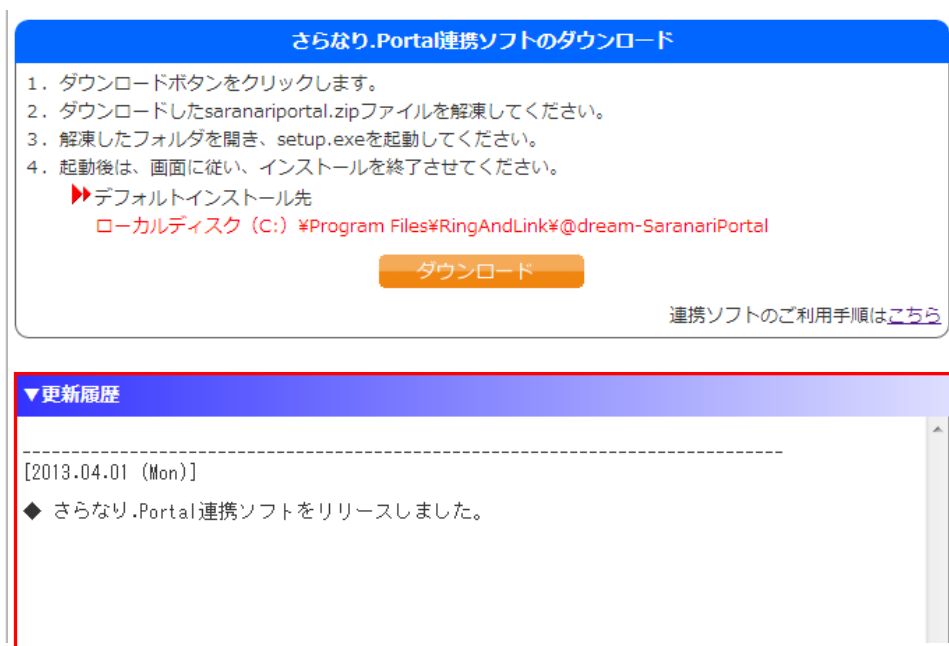 さらなり.Portal連携ソフトのダウンロード
1．ダウンロードボタンをクリックします。
2．ダウンロードしたsaranariportal.zipファイルを解凍してください。
3．解凍したフォルダを開き、setup.exeを起動してください。
4．起動後は、画面に従い、インストールを終了させてください。
デフォルトインストール先
ローカルディスク（C:）¥Program Files¥RingAndLink¥@dream-SaranariPortal
ダウンロード
連携ソフトのご利用手順はこちら
▼更新履歴
------------------------------------------------------------------------------
[2013.04.01 (Mon)]
◆ さらなり.Portal連携ソフトをリリースしました。